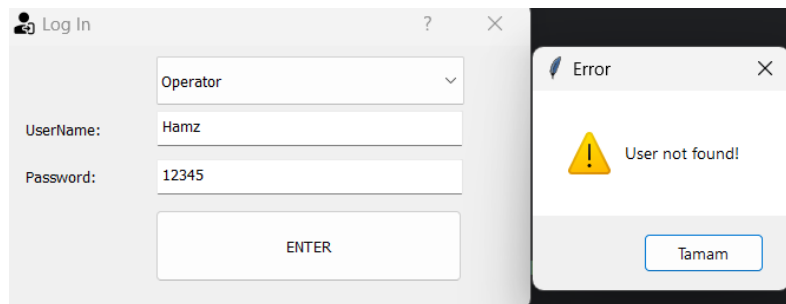 Log In
?
Operator
UserName:
Hamz
Password:
12345
ENTER
Error
User not found!
Tamam